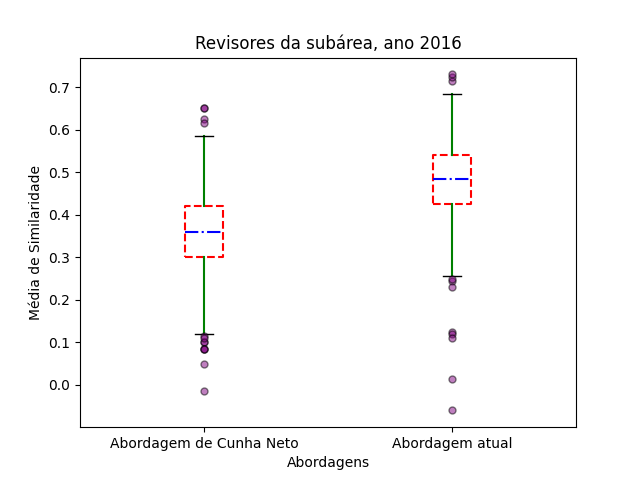 Revisores da subárea, ano 2016
Média de Similaridade
0.7
0.6
0.5
0.4
0.3
0.2
0.1
0.0
Abordagem de Cunha Neto
Abordagem atual
Abordagens